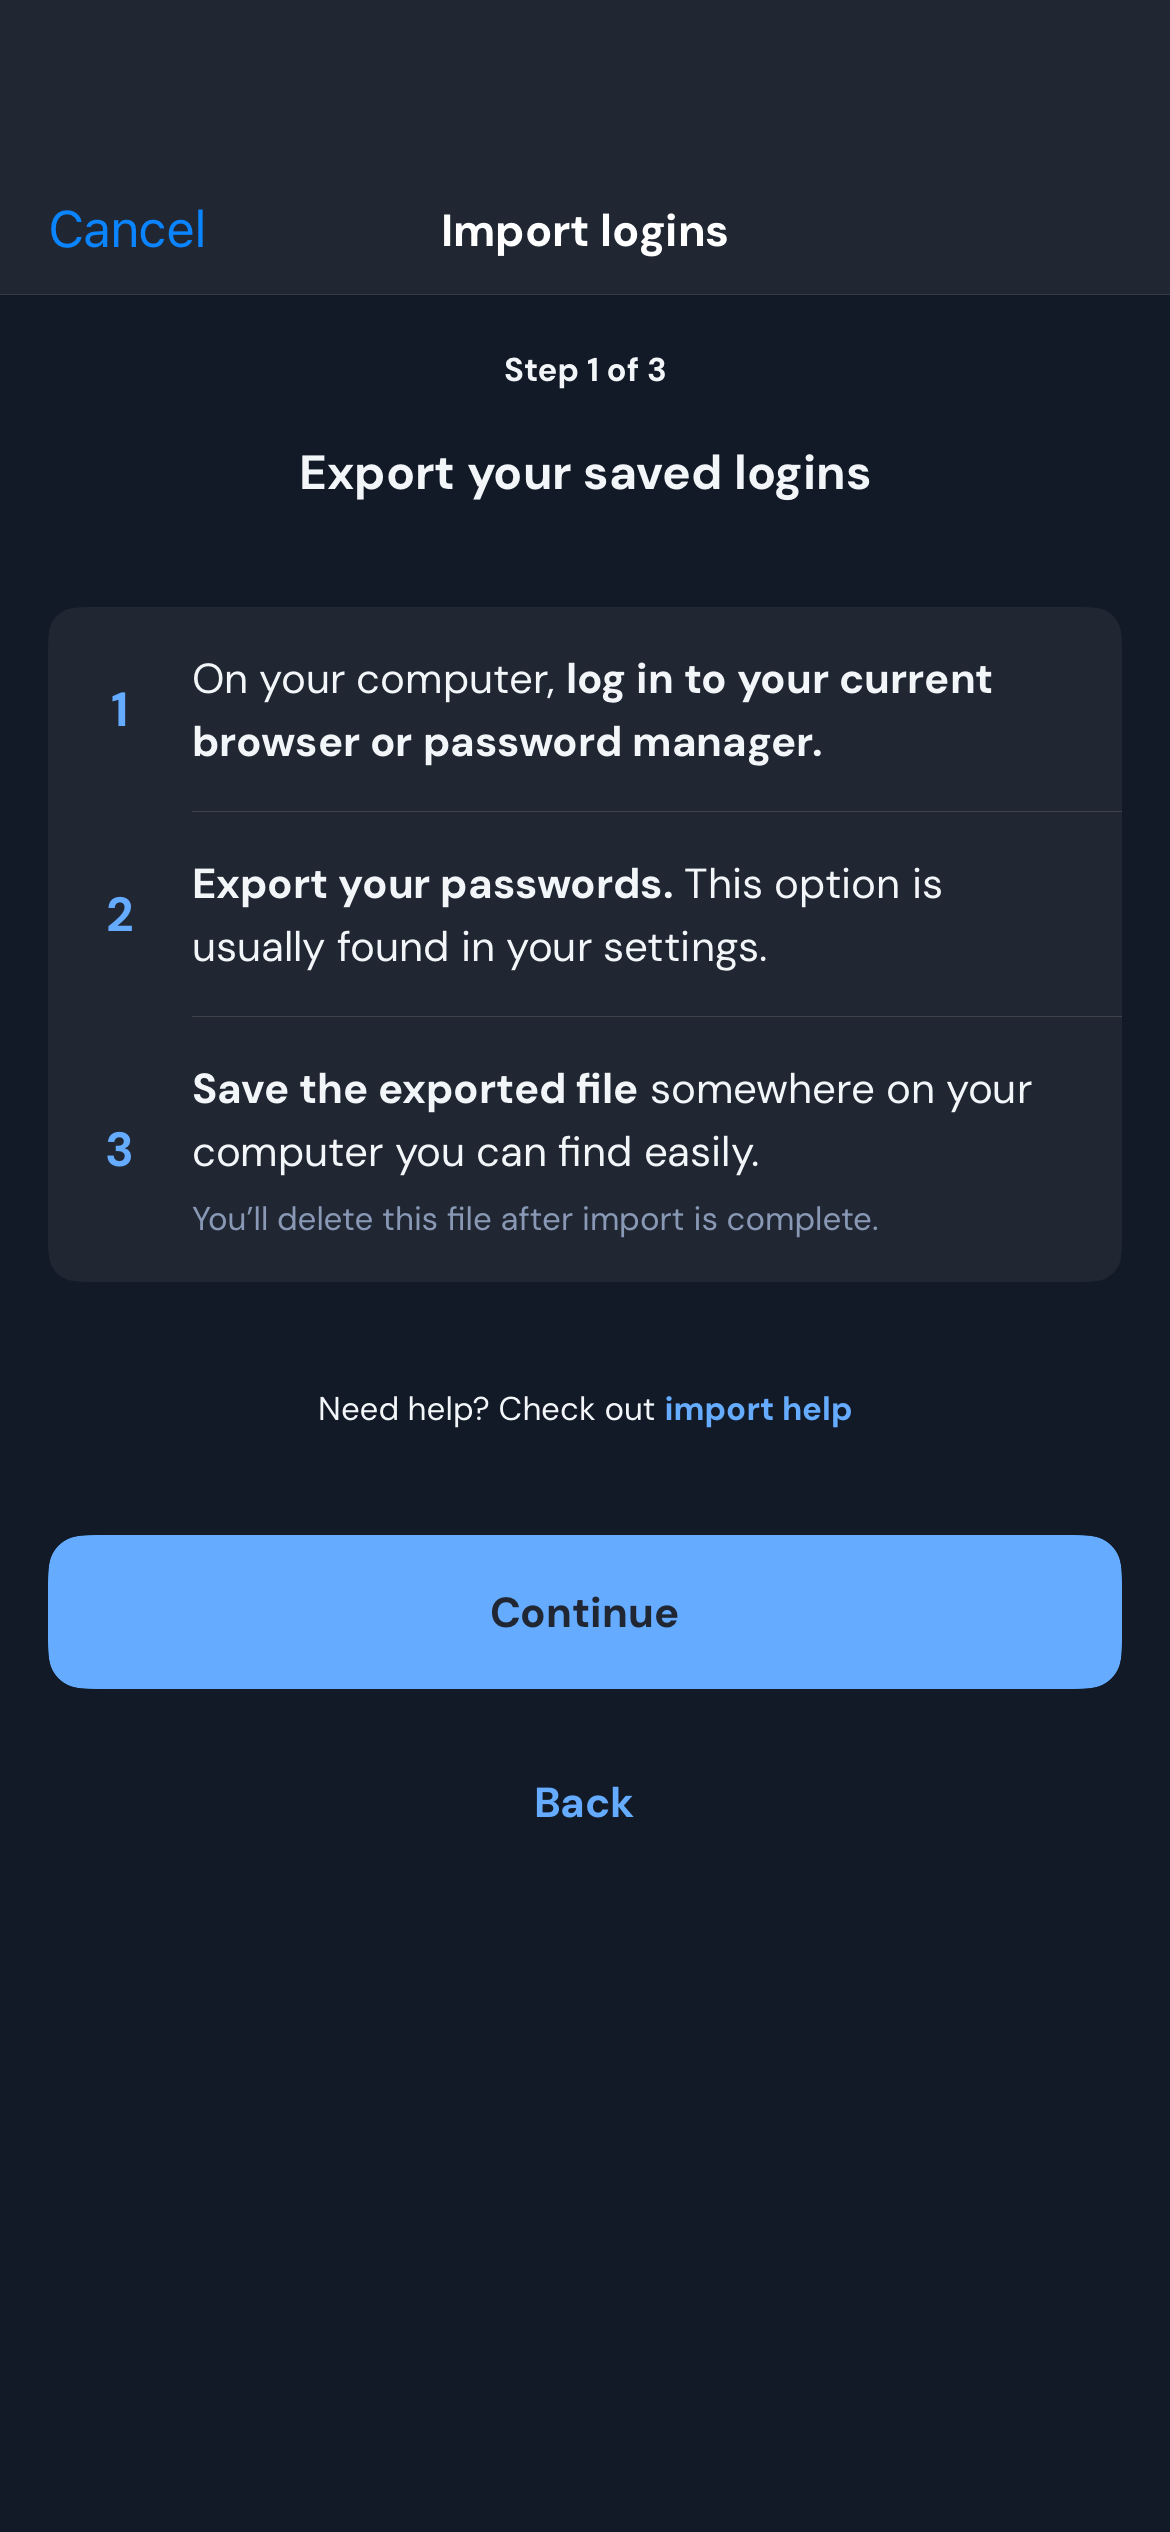 Cancel
Import logins
Step 1 of 3
Export your saved logins
1
On your computer, log in to your current
browser or password manager.
2
Export your passwords. This option is
usually found in your settings.
3
Save the exported file somewhere on your
computer you can find easily.
You’ll delete this file after import is complete.
Need help? Check out import help
Continue
Back